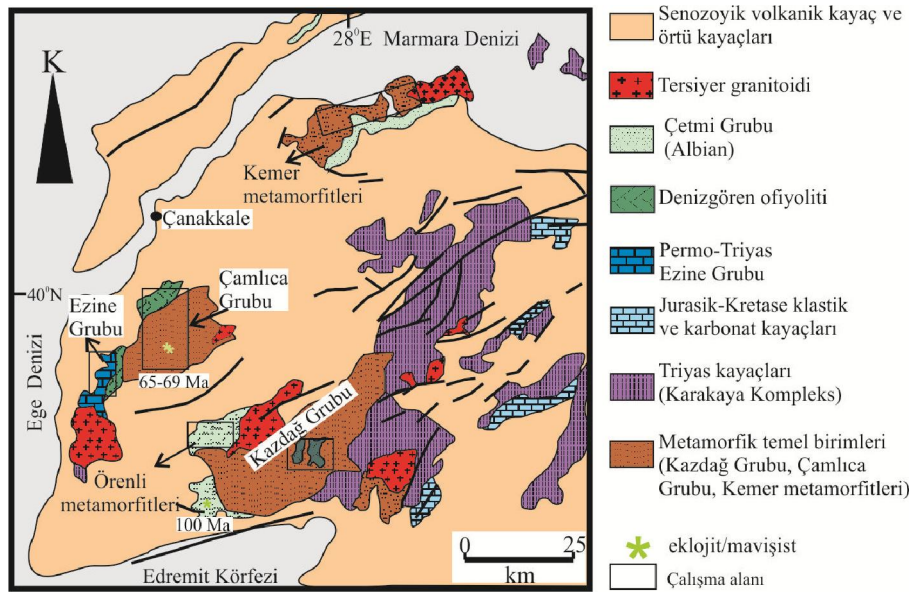 28⁰E Marmara Denizi
K
Kemer
metamorfitleri
Çanakkale
40⁰N
Çamlıca
Grubu
Ezine
Grubu
65-69 Ma
Ege Denizi
Kazdağ Grubu
Örenli
metamorfitleri
100 Ma
Edremit Körfezi
0 25
km
Senozoyik volkanik kayaç ve
örtü kayaçları
Tersiyer granitoidi
Çetmi Grubu
(Albian)
Denizgören ofiyoliti
Permo-Triyas
Ezine Grubu
Jurasik-Kretase klastik
ve karbonat kayaçları
Triyas kayaçları
(Karakaya Kompleks)
Metamorfik temel birimleri
(Kazdağ Grubu, Çamlıca
Grubu, Kemer metamorfitleri)
eklojit/mavişist
Çalışma alanı